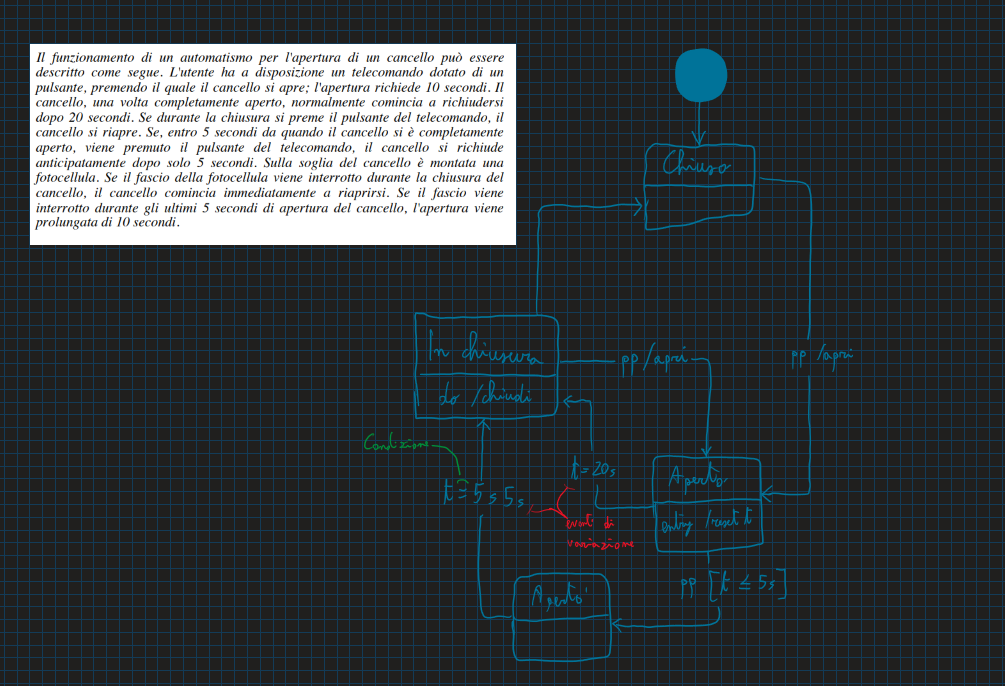 Il funzionamento di un automatismo per l'apertura di un cancello può essere
descritto come segue. L'utente ha a disposizione un telecomando dotato di un
pulsante, premendo il quale il cancello si apre; l'apertura richiede 10 secondi. Il
cancello, una volta completamente aperto, normalmente comincia a richiudersi
dopo 20 secondi. Se durante la chiusura si preme il pulsante del telecomando, il
cancello si riapre. Se, entro 5 secondi da quando il cancello si è completamente
aperto, viene premuto il pulsante del telecomando, il cancello si richiude
anticipatamente dopo solo 5 secondi. Sulla soglia del cancello è montata una
fotocellula. Se il fascio della fotocellula viene interrotto durante la chiusura del
cancello, il cancello comincia immediatamente a riaprirsi. Se il fascio viene
interrotto durante gli ultimi 5 secondi di apertura del cancello, l'apertura viene
prolungata di 10 secondi.
Chiuso
In chiusura
do /chiudi
pp /apri
pp /apri
Condizione
t = 5s 5s
t = 20s
eventi di
variazione
Aperto
entry /reset t
pp [t ≤ 5s]
Aperto'